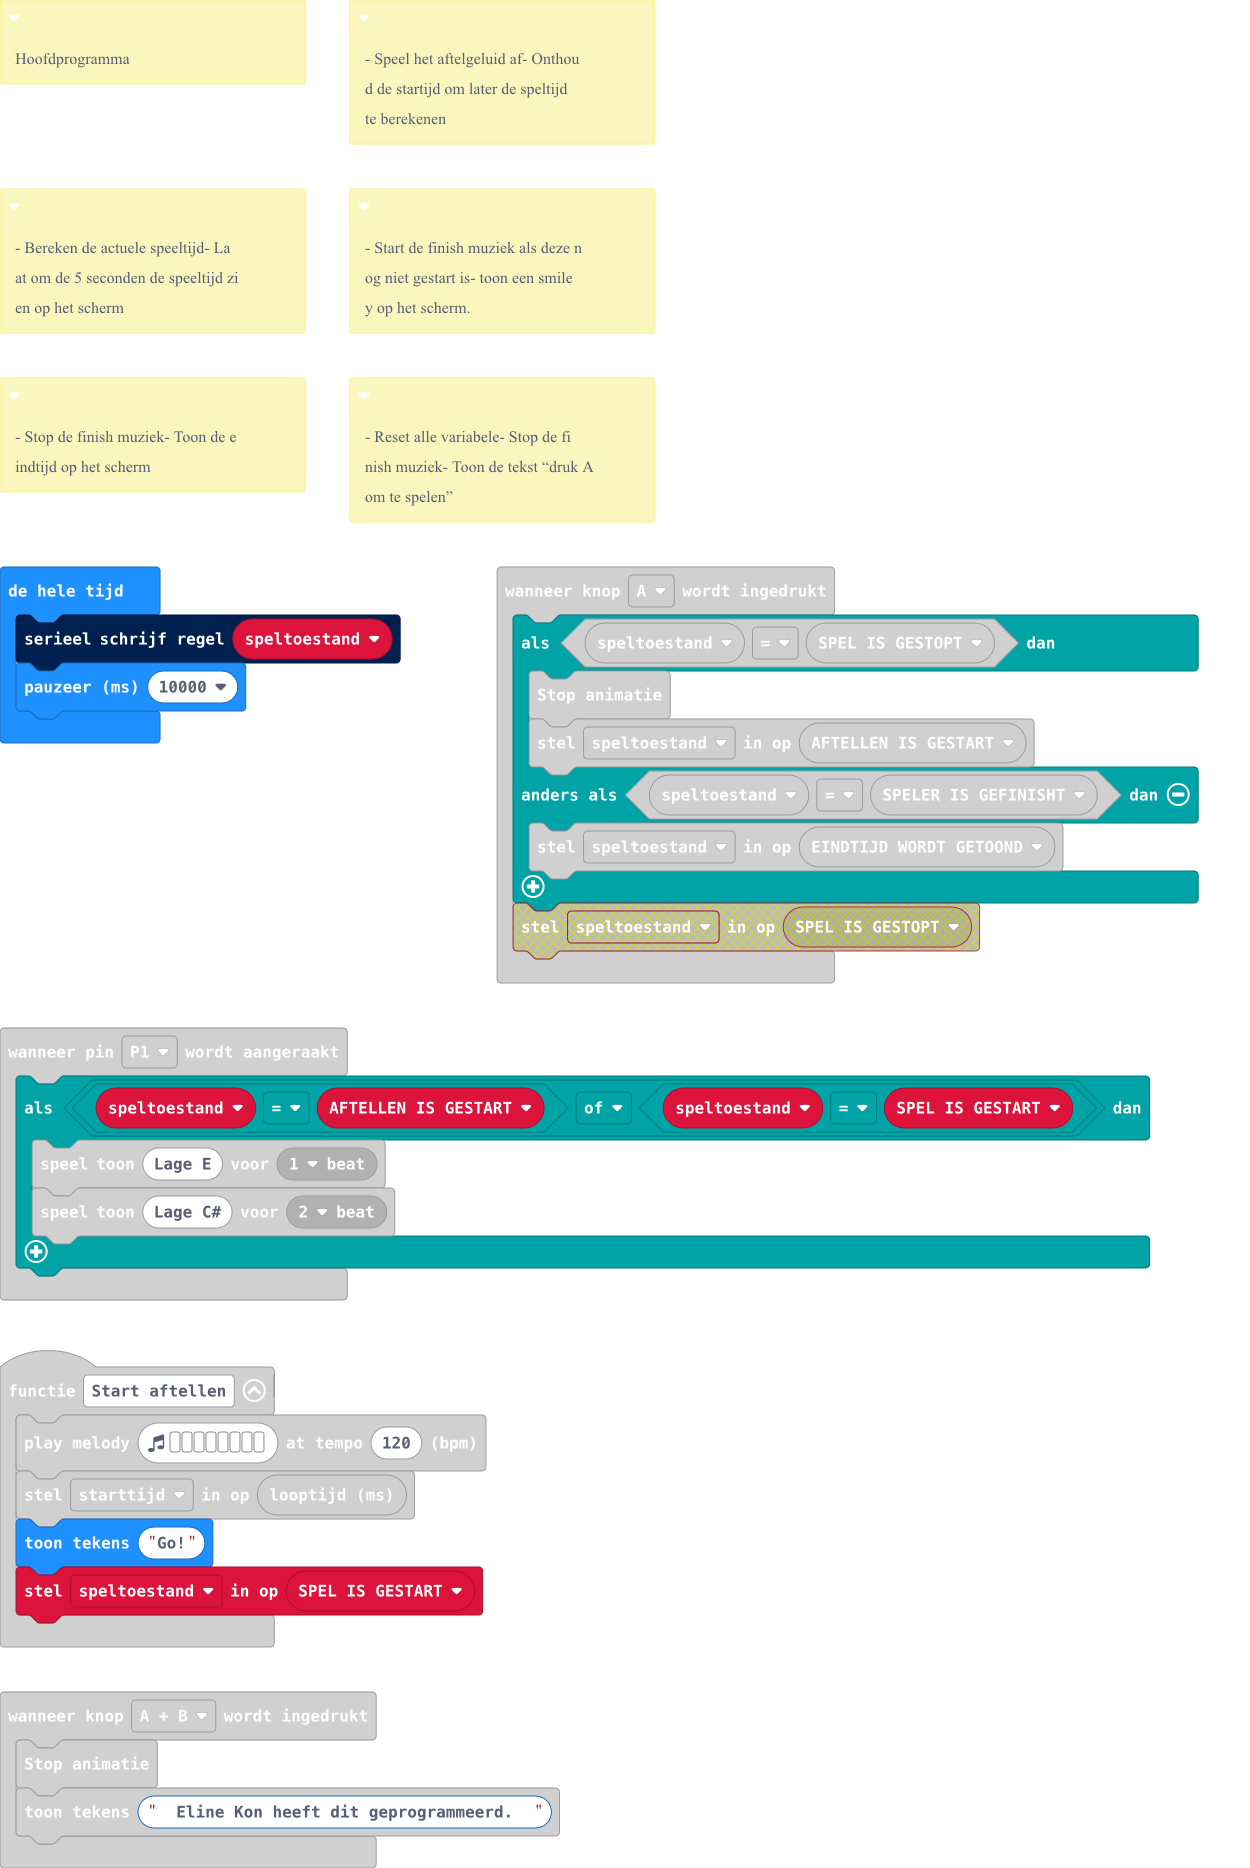 Hoofdprogramma
- Speel het aftelgeluid af- Onthou
d de startijd om later de speltijd
te berekenen
- Bereken de actuele speeltijd- La
at om de 5 seconden de speeltijd zi
en op het scherm
- Start de finish muziek als deze n
og niet gestart is- toon een smile
y op het scherm.
- Stop de finish muziek- Toon de e
indtijd op het scherm
- Reset alle variabele- Stop de fi
nish muziek- Toon de tekst “druk A
om te spelen”
de hele tijd
serieel schrijf regel speltoestand
pauzeer (ms) 10000
wanneer knop A wordt ingedrukt
als speltoestand = SPEL IS GESTOPT dan
Stop animatie
stel speltoestand in op AFTELLEN IS GESTART
anders als speltoestand = SPELER IS GEFINISHT dan
stel speltoestand in op EINDTIJD WORDT GETOOND
stel speltoestand in op SPEL IS GESTOPT
wanneer pin P1 wordt aangeraakt
als speltoestand = AFTELLEN IS GESTART of speltoestand = SPEL IS GESTART dan
speel toon Lage E voor 1 beat
speel toon Lage C# voor 2 beat
functie Start aftellen
play melody at tempo 120 (bpm)
stel starttijd in op looptijd (ms)
toon tekens "Go!"
stel speltoestand in op SPEL IS GESTART
wanneer knop A + B wordt ingedrukt
Stop animatie
toon tekens " Eline Kon heeft dit geprogrammeerd. "